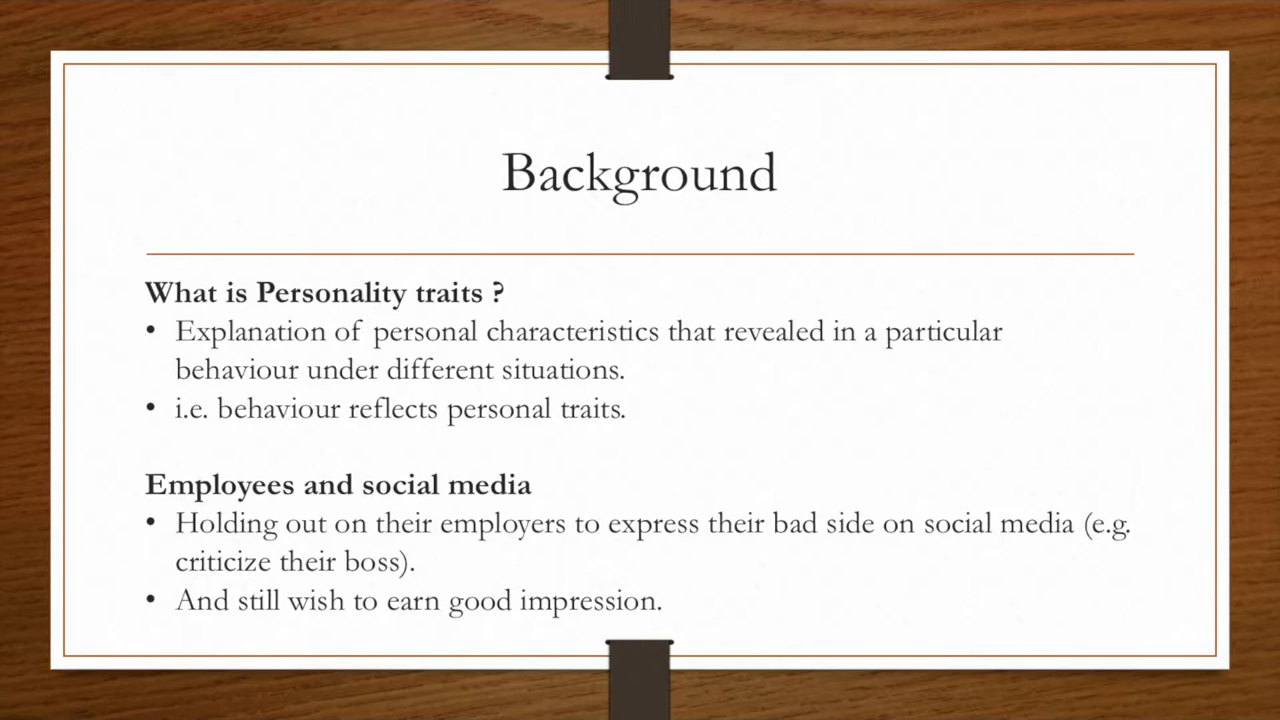 Background
What is Personality traits ?
• Explanation of personal characteristics that revealed in a particular
behaviour under different situations.
• i.e. behaviour reflects personal traits.
Employees and social media
• Holding out on their employers to express their bad side on social media (e.g.
criticize their boss).
• And still wish to earn good impression.